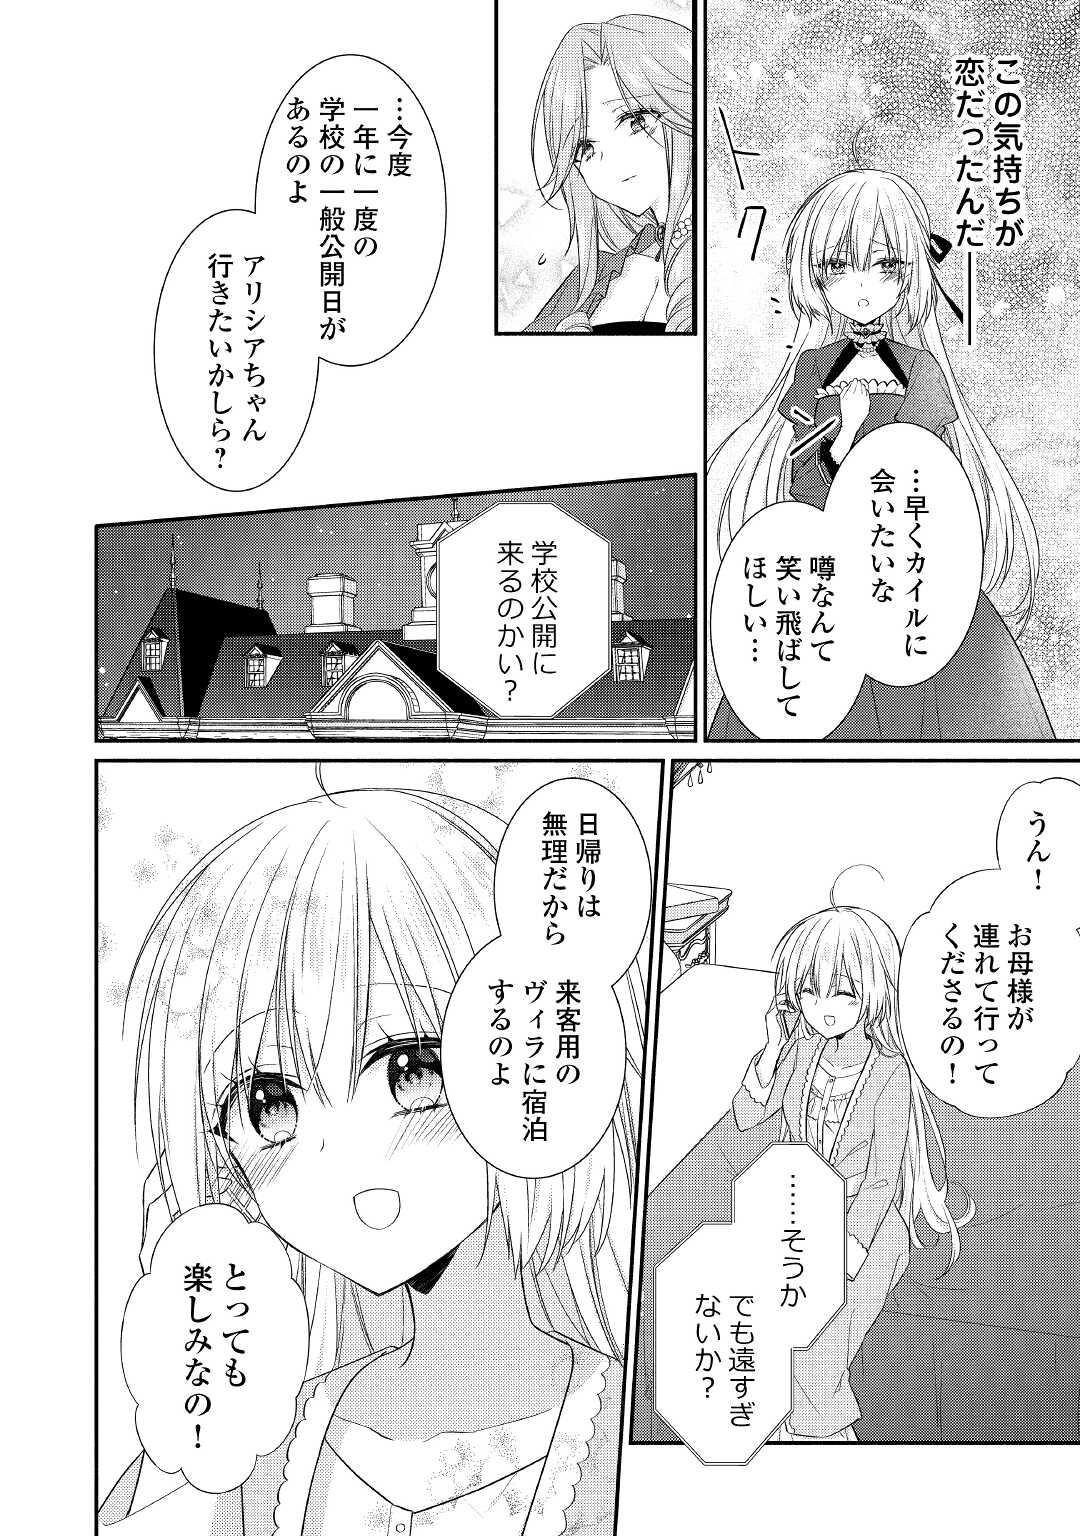 この気持ちが
恋だったんだ――
トクン
トクン
…早くカイルに
会いたいな
噂なんて
笑い飛ばして
ほしい…
…今度
一年に一度の
学校の一般公開日が
あるのよ
アリシアちゃん
行きたいかしら？
学校公開に
来るのかい？
うん！
お母様が
連れて行って
くださるの！
……そうか
でも遠すぎ
ないか？
日帰りは
無理だから
来客用の
ヴィラに宿泊
するのよ
とっても
楽しみなの！